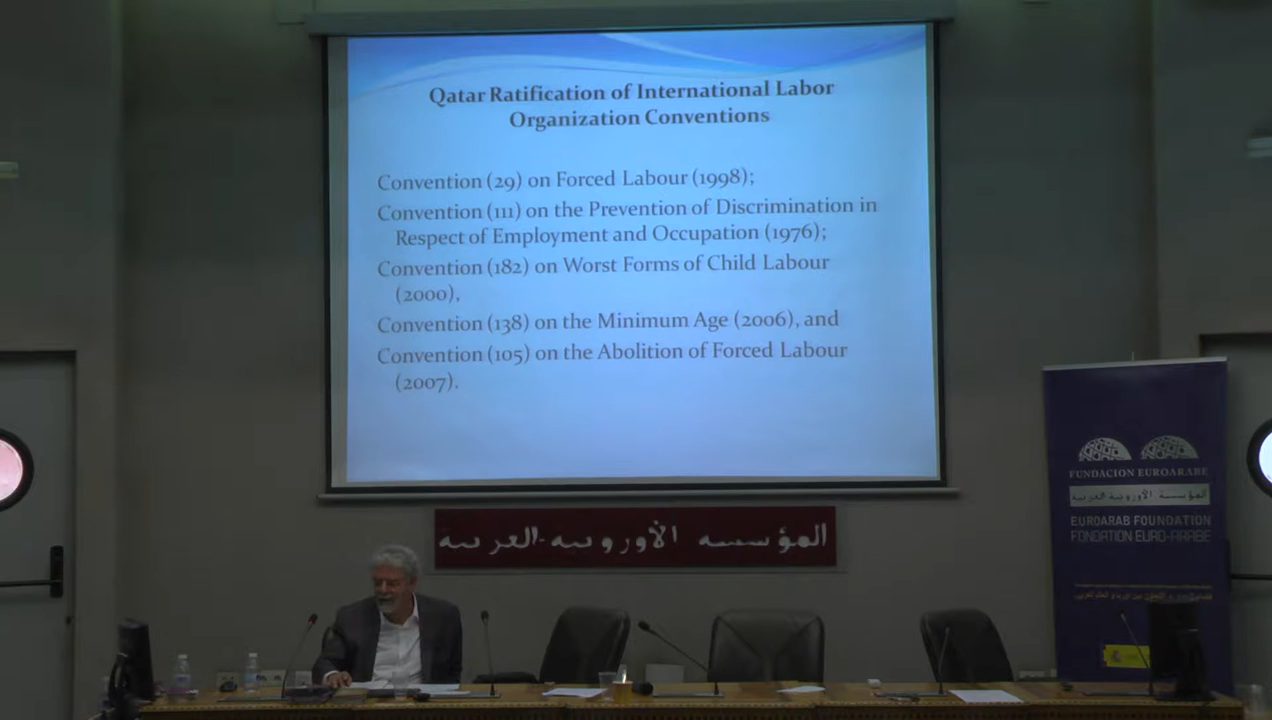 Qatar Ratification of International Labor
Organization Conventions
Convention (29) on Forced Labour (1998);
Convention (111) on the Prevention of Discrimination in
Respect of Employment and Occupation (1976);
Convention (182) on Worst Forms of Child Labour
(2000),
Convention (138) on the Minimum Age (2006), and
Convention (105) on the Abolition of Forced Labour
(2007).
المؤسسة الأوروبية-العربية
FUNDACION EUROARABE
المؤسسة الأوروبية العربية
EUROARAB FOUNDATION
FONDATION EURO-ARABE